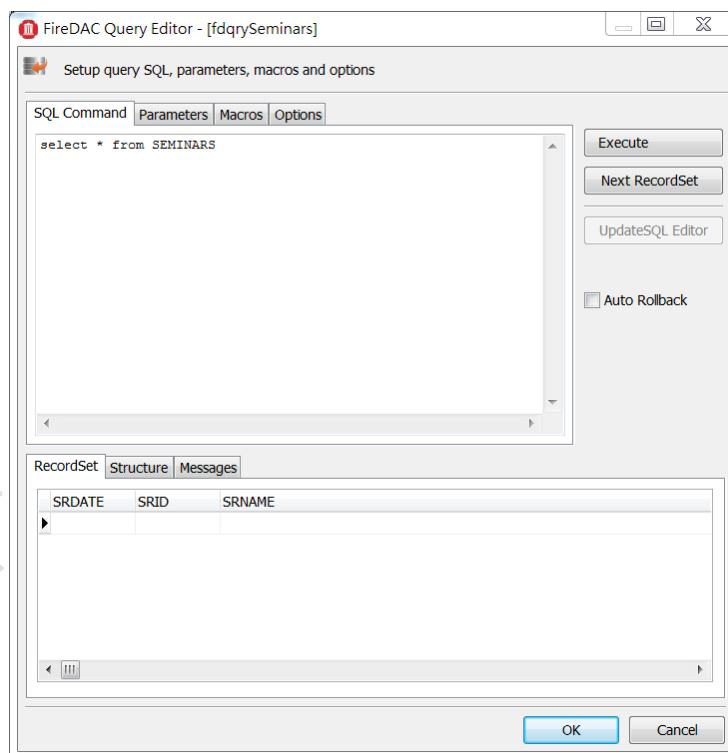 FireDAC Query Editor - [fdqrySeminars]
Setup query SQL, parameters, macros and options
SQL Command Parameters Macros Options
select * from SEMINARS
Execute
Next RecordSet
UpdateSQL Editor
Auto Rollback
RecordSet Structure Messages
SRDATE SRID SRNAME
OK Cancel